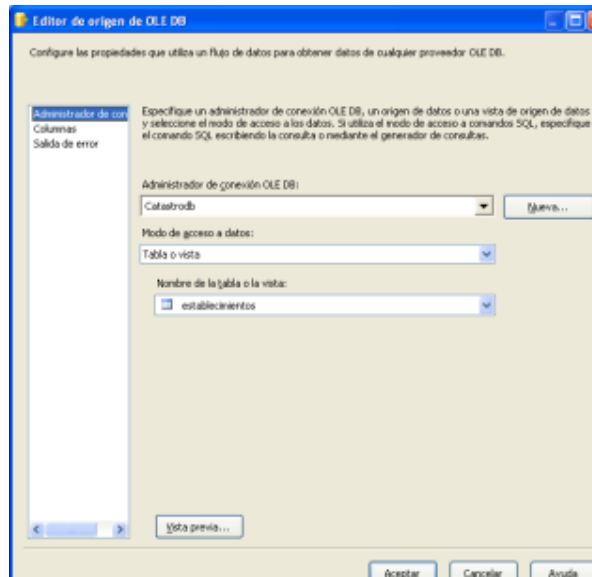 Editor de origen de OLE DB
Configure las propiedades que utiliza un flujo de datos para obtener datos de cualquier proveedor OLE DB.
Administrador de con
Columnas
Salida de error
Especifique un administrador de conexión OLE DB, un origen de datos o una vista de origen de datos
y seleccione el modo de acceso a los datos. Si utiliza el modo de acceso a comandos SQL, especifique
el comando SQL escribiendo la consulta o mediante el generador de consultas.
Administrador de conexión OLE DB:
Catastrodb
Nueva...
Modo de acceso a datos:
Tabla o vista
Nombre de la tabla o la vista:
establecimientos
Vista previa...
Aceptar
Cancelar
Ayuda